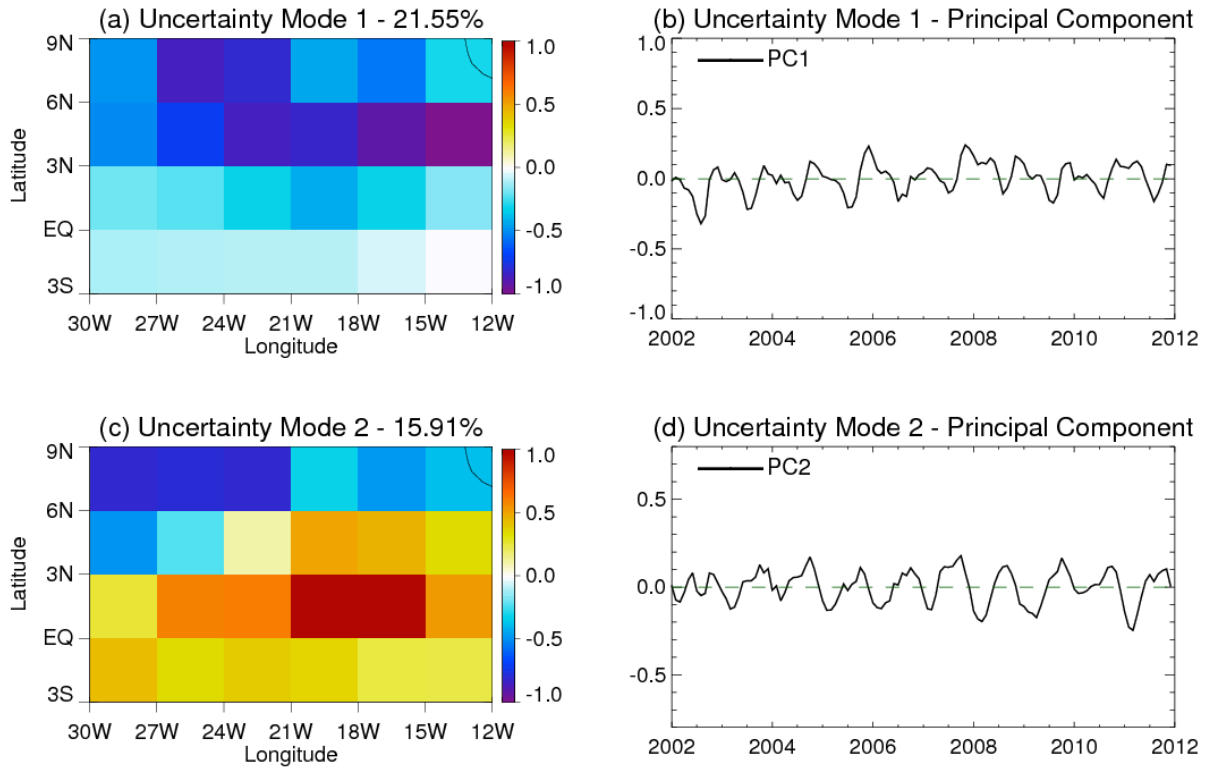 (a) Uncertainty Mode 1 - 21.55%
9N
6N
3N
EQ
3S
Latitude
30W 27W 24W 21W 18W 15W 12W
Longitude
1.0
0.5
0.0
-0.5
-1.0
(b) Uncertainty Mode 1 - Principal Component
PC1
1.0
0.5
0.0
-0.5
-1.0
2002 2004 2006 2008 2010 2012
(c) Uncertainty Mode 2 - 15.91%
9N
6N
3N
EQ
3S
Latitude
30W 27W 24W 21W 18W 15W 12W
Longitude
1.0
0.5
0.0
-0.5
-1.0
(d) Uncertainty Mode 2 - Principal Component
PC2
0.5
0.0
-0.5
2002 2004 2006 2008 2010 2012